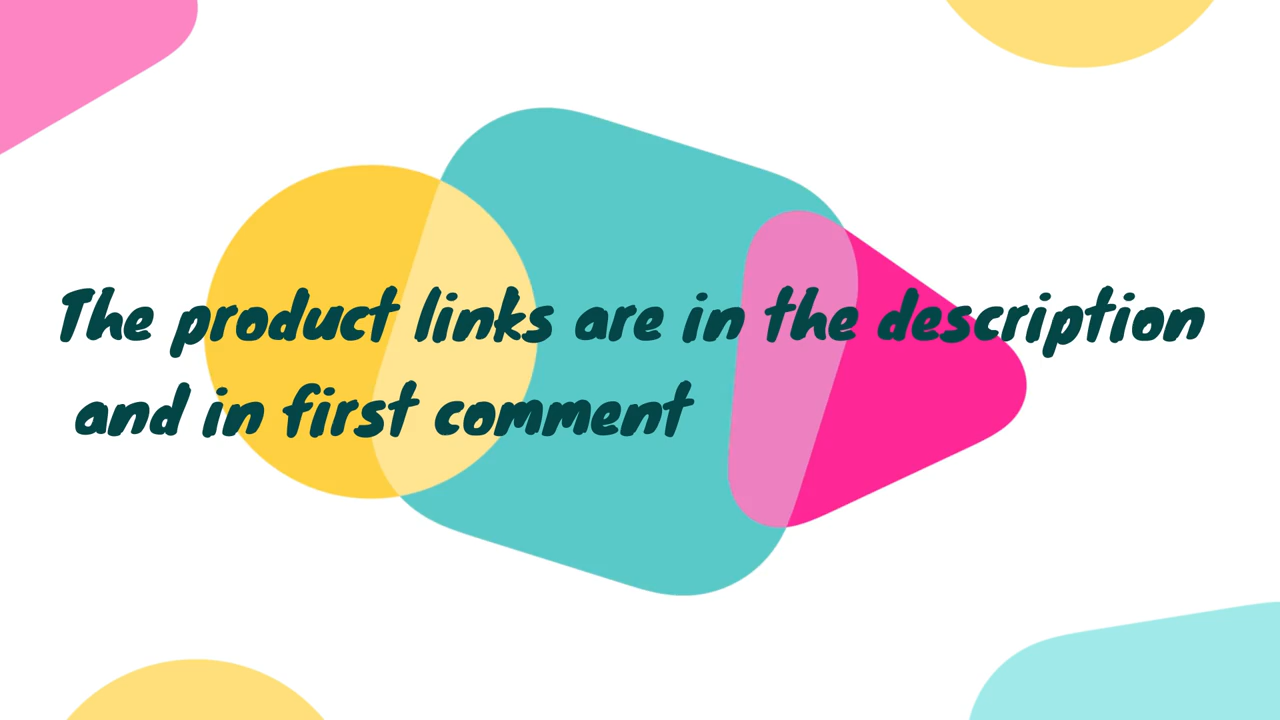 The product links are in the description
and in first comment